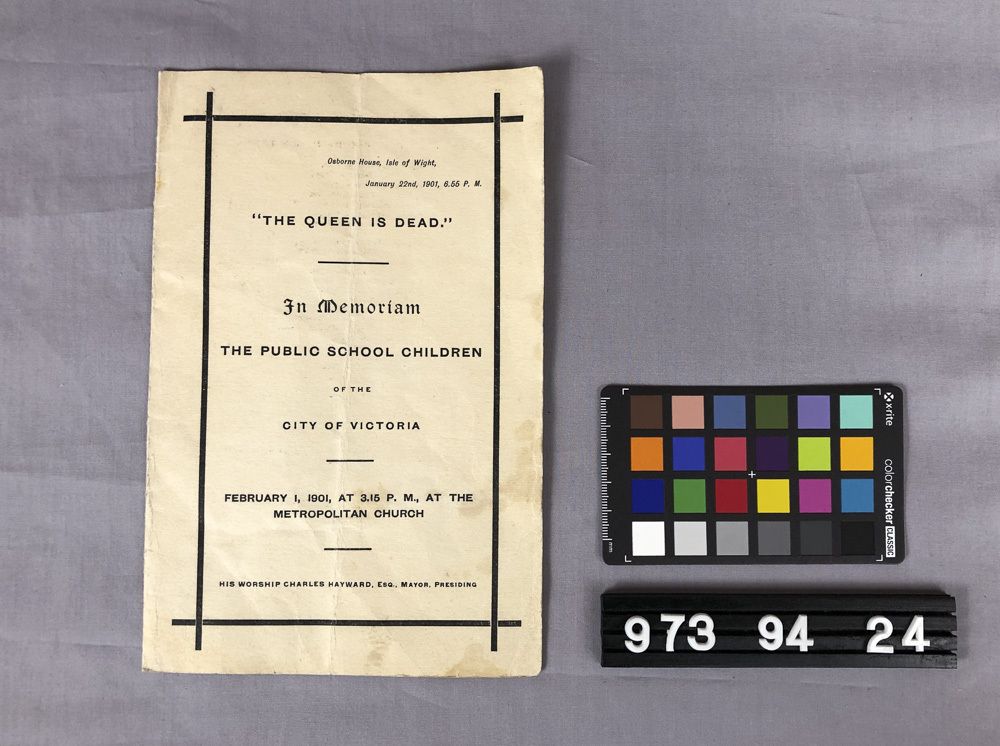 Osborne House, Isle of Wight,
January 22nd, 1901, 6.55 P. M.
"THE QUEEN IS DEAD."
In Memoriam
THE PUBLIC SCHOOL CHILDREN
OF THE
CITY OF VICTORIA
FEBRUARY 1, 1901, AT 3.15 P. M., AT THE
METROPOLITAN CHURCH
HIS WORSHIP CHARLES HAYWARD, ESQ., MAYOR, PRESIDING
x-rite
colorchecker CLASSIC
mm
973 94 24